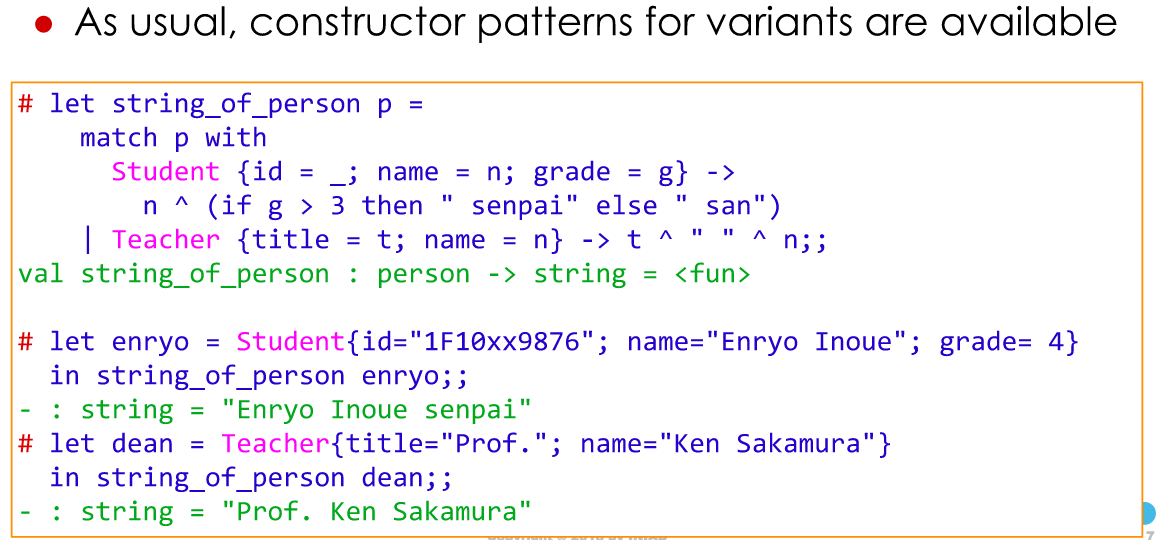 ● As usual, constructor patterns for variants are available
# let string_of_person p =
match p with
Student {id = _; name = n; grade = g} ->
n ^ (if g > 3 then " senpai" else " san")
| Teacher {title = t; name = n} -> t ^ " " ^ n;;
val string_of_person : person -> string = <fun>
# let enryo = Student{id="1F10xx9876"; name="Enryo Inoue"; grade= 4}
in string_of_person enryo;;
- : string = "Enryo Inoue senpai"
# let dean = Teacher{title="Prof."; name="Ken Sakamura"}
in string_of_person dean;;
- : string = "Prof. Ken Sakamura"
7